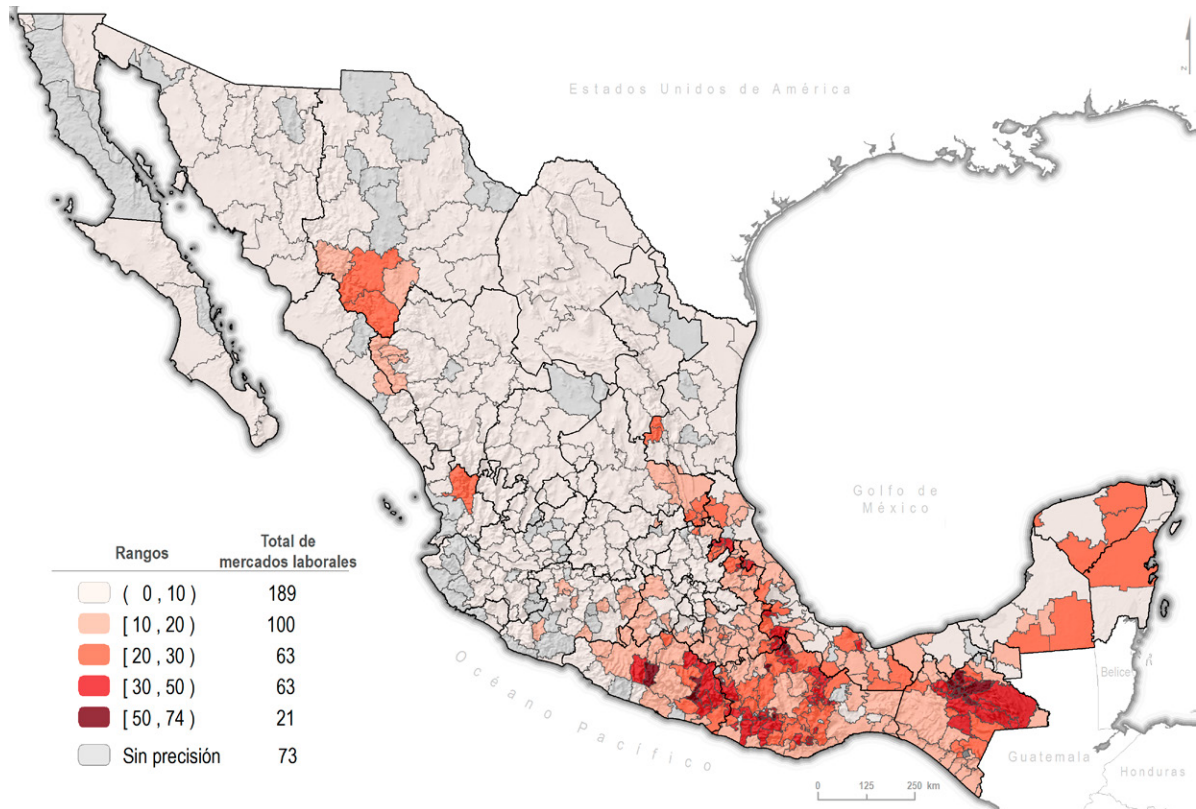 Estados Unidos de América
N
Golfo de
México
Océano Pacífico
Guatemala
Honduras
Rangos
Total de
mercados laborales
( 0 , 10) 189
[ 10 , 20) 100
[ 20 , 30) 63
[ 30 , 50) 63
[ 50 , 74) 21
Sin precisión 73
0 125 250 km